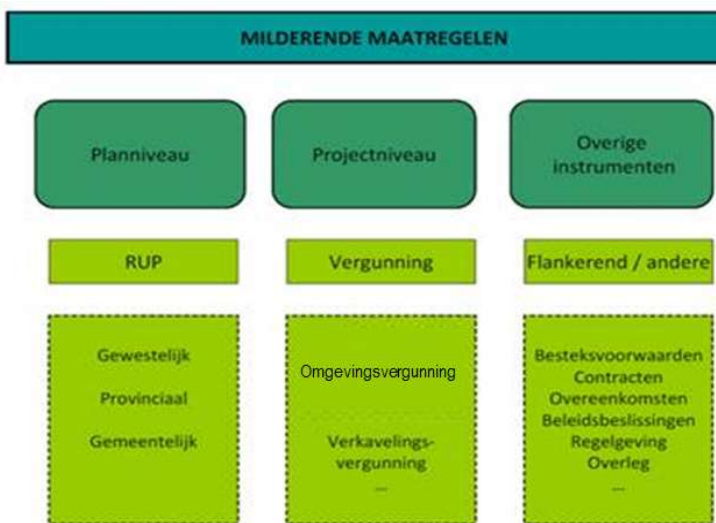 MILDERENDE MAATREGELEN
Planniveau
Projectniveau
Overige
instrumenten
RUP
Vergunning
Flankerend / andere
Gewestelijk
Provinciaal
Gemeentelijk
Omgevingsvergunning
Verkavelings-
vergunning
...
Besteksvoorwaarden
Contracten
Overeenkomsten
Beleidsbeslissingen
Regelgeving
Overleg
...